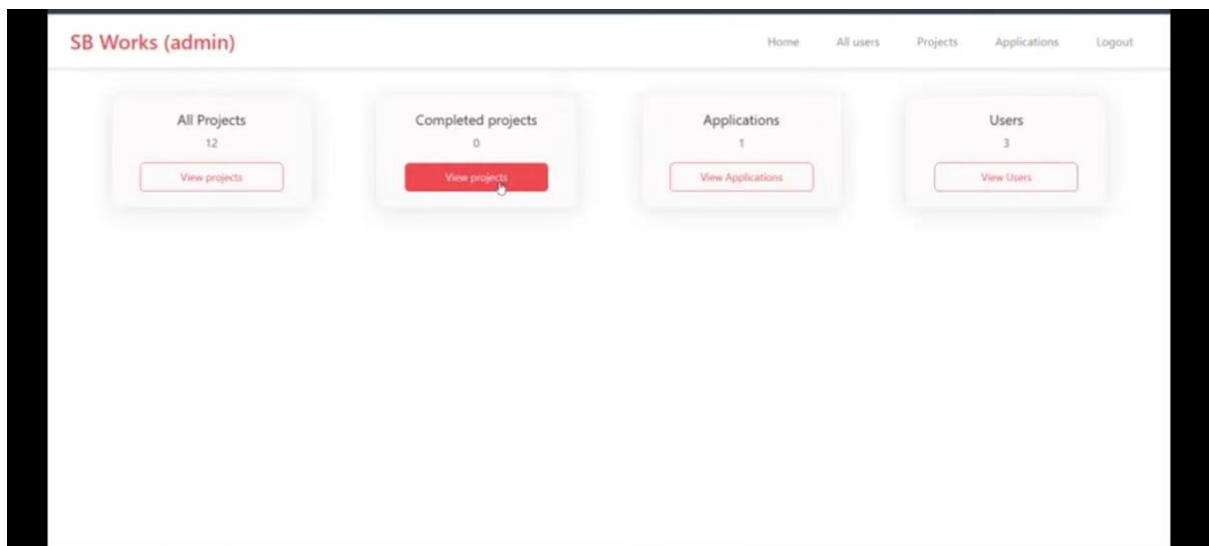 SB Works (admin)
Home All users Projects Applications Logout
All Projects
12
View projects
Completed projects
0
View projects
Applications
1
View Applications
Users
3
View Users